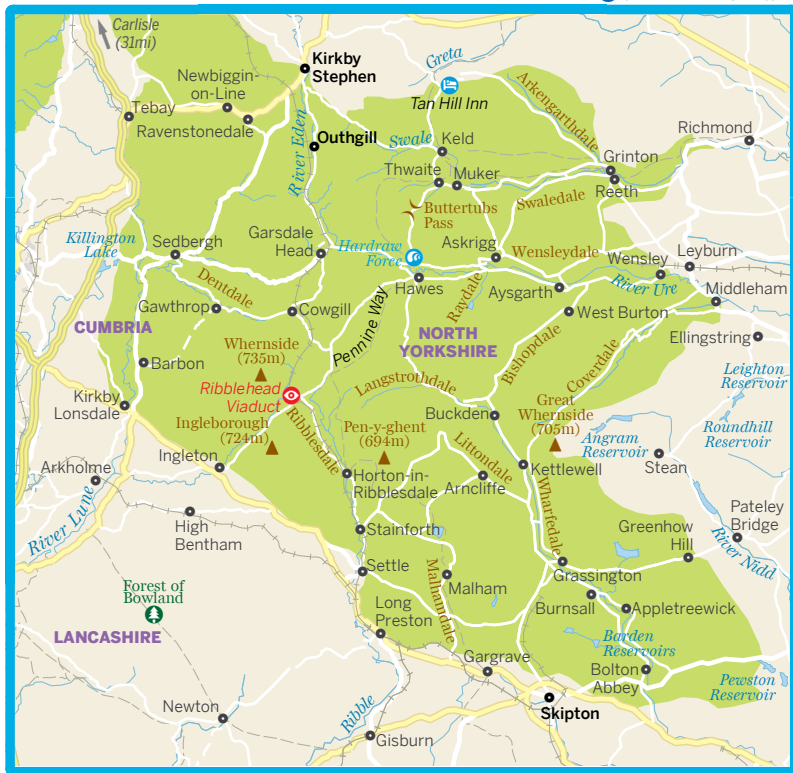 Carlisle
(31mi)
Kirkby
Stephen
Greta
Newbiggin-
on-Line
Tan Hill Inn
Arkengarthdale
Tebay
Ravenstonedale
Outhgill
River Eden
Swale
Keld
Richmond
Thwaite
Muker
Grinton
Reeth
Swaledale
Buttertubs
Pass
Killington
Lake
Sedbergh
Garsdale
Head
Hardraw
Force
Askrigg
Wensleydale
Wensley
Leyburn
Hawes
Raydale
Aysgarth
River Ure
Middleham
Dentdale
Gawthrop
Cowgill
Pennine Way
West Burton
CUMBRIA
NORTH
YORKSHIRE
Ellingstring
Whernside
(735m)
Bishopdale
Coverdale
Barbon
Leighton
Reservoir
Ribblehead
Viaduct
Langstrothdale
Kirkby
Lonsdale
Great
Whernside
(705m)
Buckden
Ingleborough
(724m)
Ribblesdale
Pen-y-ghent
(694m)
Roundhill
Reservoir
Angram
Reservoir
Littondale
Ingleton
Stean
Arkholme
Horton-in-
Ribblesdale
Arncliffe
Kettlewell
Wharfedale
River Lune
High
Bentham
Stainforth
Greenhow
Hill
Pateley
Bridge
River Nidd
Settle
Malham
Malhamdale
Grassington
Forest of
Bowland
Burnsall
Appletreewick
Long
Preston
LANCASHIRE
Barden
Reservoirs
Gargrave
Bolton
Abbey
Pewston
Reservoir
Newton
Ribble
Skipton
Gisburn